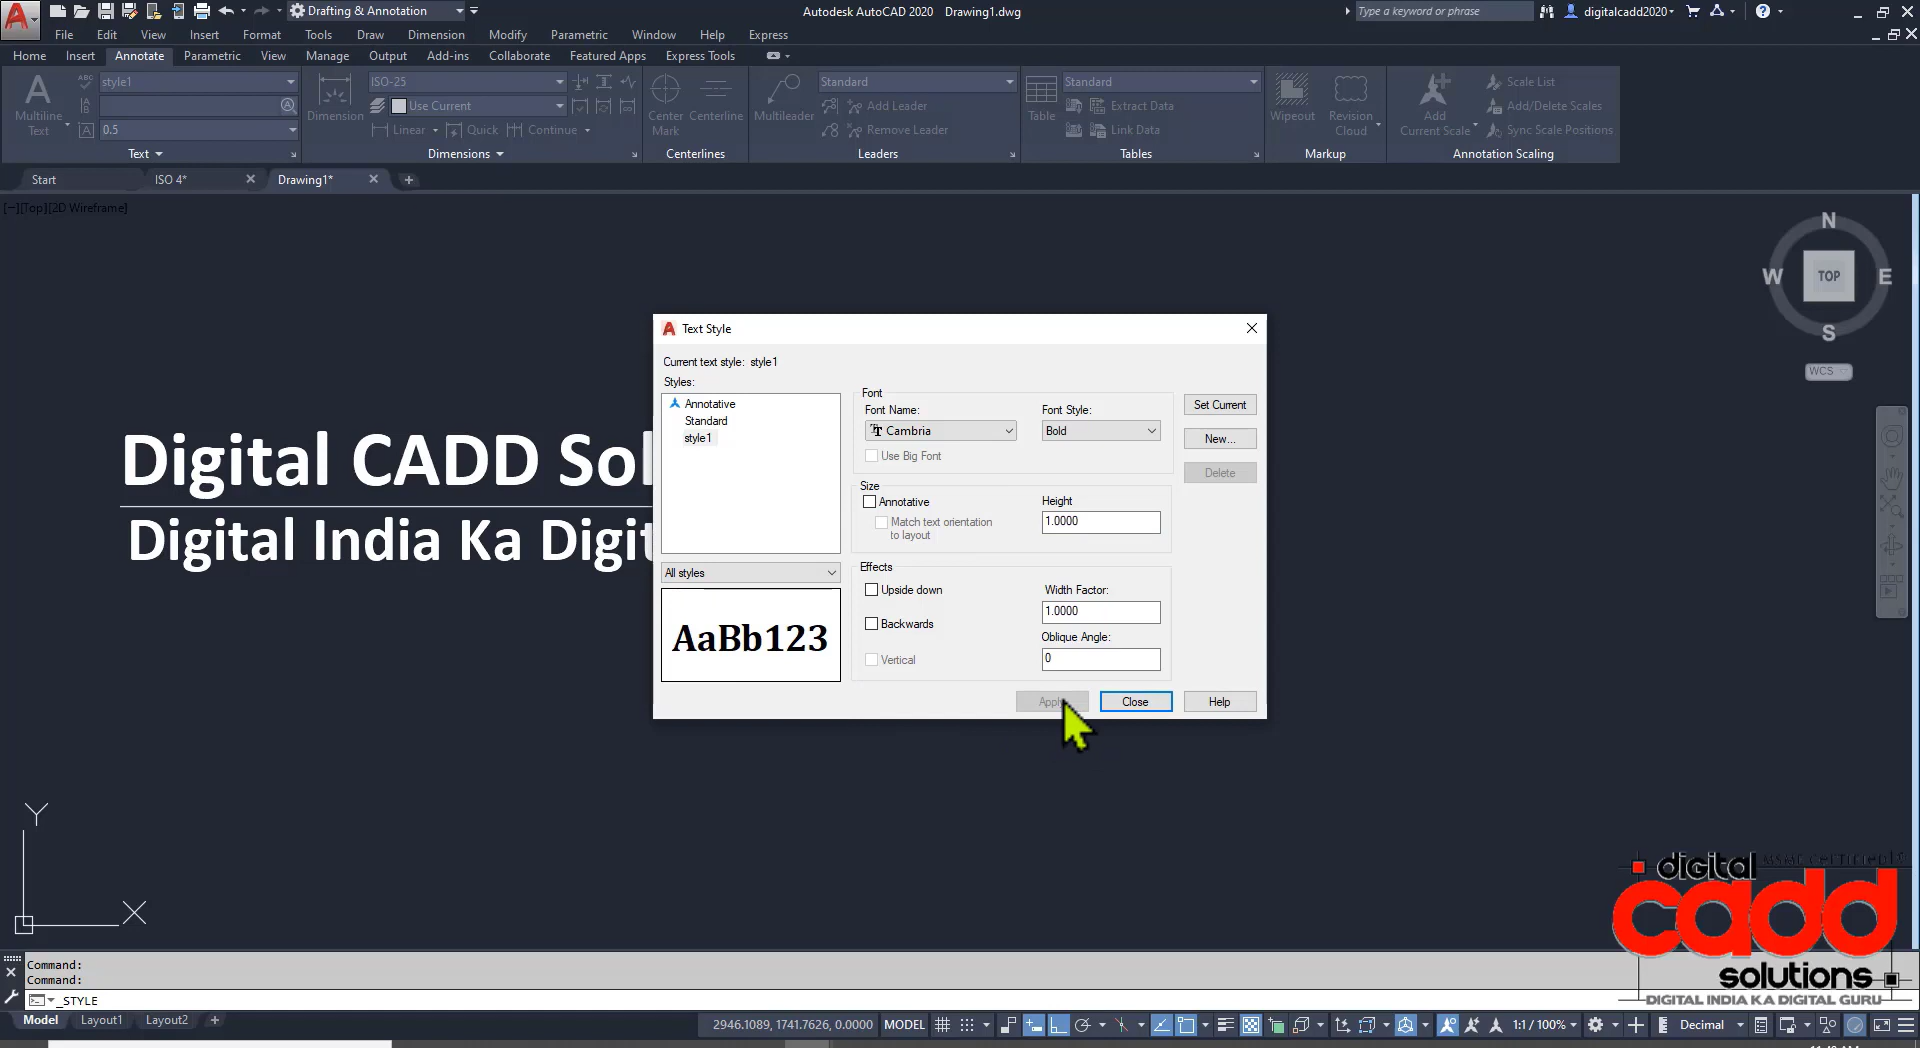 Drafting & Annotation
Autodesk AutoCAD 2020 Drawing1.dwg
Type a keyword or phrase
digitalcadd2020
File Edit View Insert Format Tools Draw Dimension Modify Parametric Window Help Express
Home Insert Annotate Parametric View Manage Output Add-ins Collaborate Featured Apps Express Tools
Multiline
Text
style1
0.5
Text
Dimension
ISO-25
Use Current
Linear Quick Continue
Dimensions
Center
Mark
Centerline
Centerlines
Multileader
Standard
Add Leader
Remove Leader
Leaders
Table
Standard
Extract Data
Link Data
Tables
Wipeout
Revision
Cloud
Markup
Add
Current Scale
Scale List
Add/Delete Scales
Sync Scale Positions
Annotation Scaling
Start ISO 4* Drawing1*
[−][Top][2D Wireframe]
N
W TOP E
S
WCS
Digital CADD Sol
Digital India Ka Digit
Text Style
Current text style: style1
Styles:
Annotative
Standard
style1
All styles
AaBb123
Font
Font Name:
Cambria
Font Style:
Bold
Use Big Font
Size
Annotative
Match text orientation
to layout
Height
1.0000
Effects
Upside down
Backwards
Vertical
Width Factor:
1.0000
Oblique Angle:
0
Set Current
New...
Delete
Apply
Close
Help
Y
X
digital
cadd
solutions
DIGITAL INDIA KA DIGITAL GURU
Command:
Command:
_STYLE
Model Layout1 Layout2
2946.1089, 1741.7626, 0.0000 MODEL 1:1 / 100% Decimal